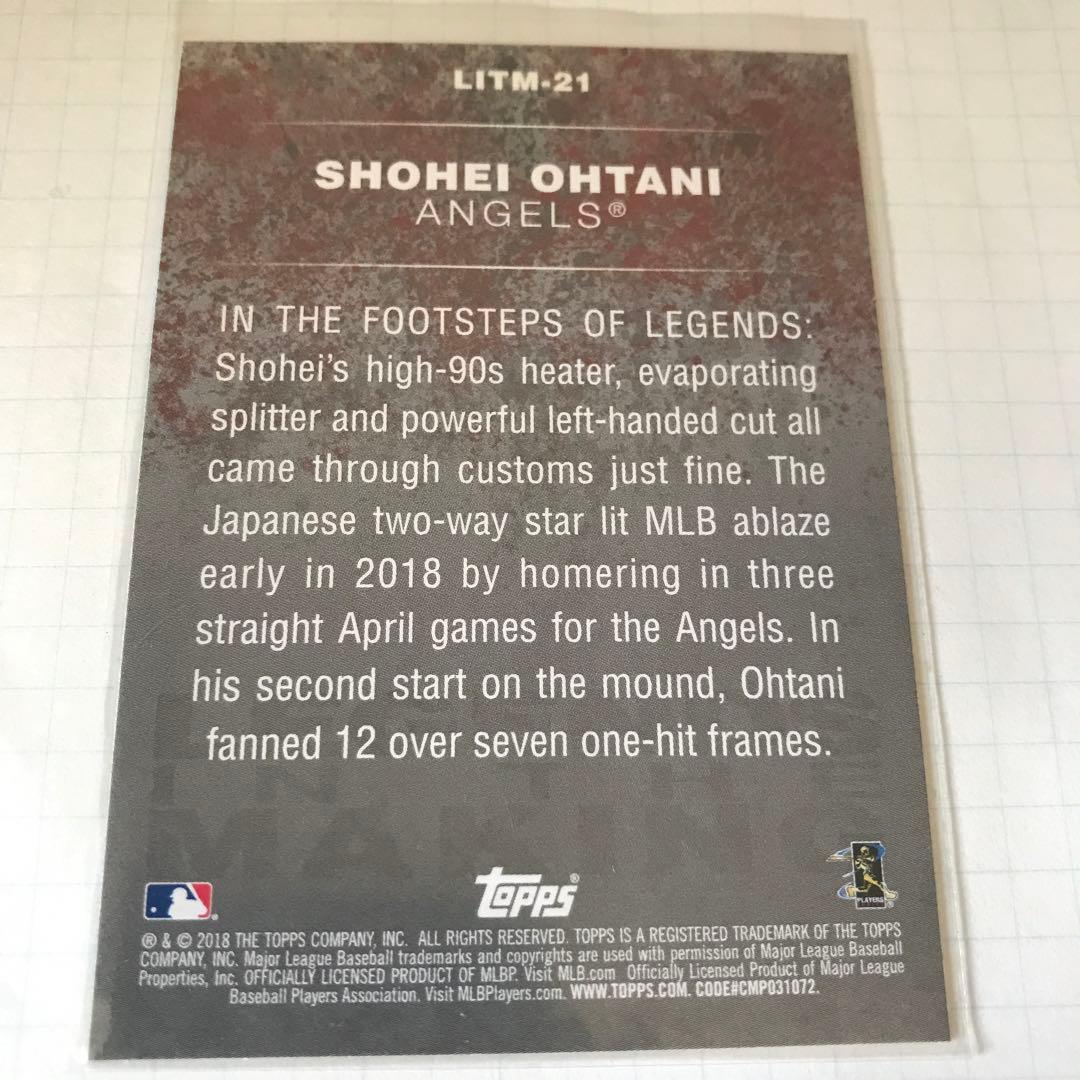 LITM-21
SHOHEI OHTANI
ANGELS®
IN THE FOOTSTEPS OF LEGENDS:
Shohei's high-90s heater, evaporating
splitter and powerful left-handed cut all
came through customs just fine. The
Japanese two-way star lit MLB ablaze
early in 2018 by homering in three
straight April games for the Angels. In
his second start on the mound, Ohtani
fanned 12 over seven one-hit frames.
IN THE
MAKING
topps®
PLAYERS
® & © 2018 THE TOPPS COMPANY, INC. ALL RIGHTS RESERVED. TOPPS IS A REGISTERED TRADEMARK OF THE TOPPS
COMPANY, INC. Major League Baseball trademarks and copyrights are used with permission of Major League Baseball
Properties, Inc. OFFICIALLY LICENSED PRODUCT OF MLBP. Visit MLB.com Officially Licensed Product of Major League
Baseball Players Association. Visit MLBPlayers.com. WWW.TOPPS.COM. CODE#CMP031072.